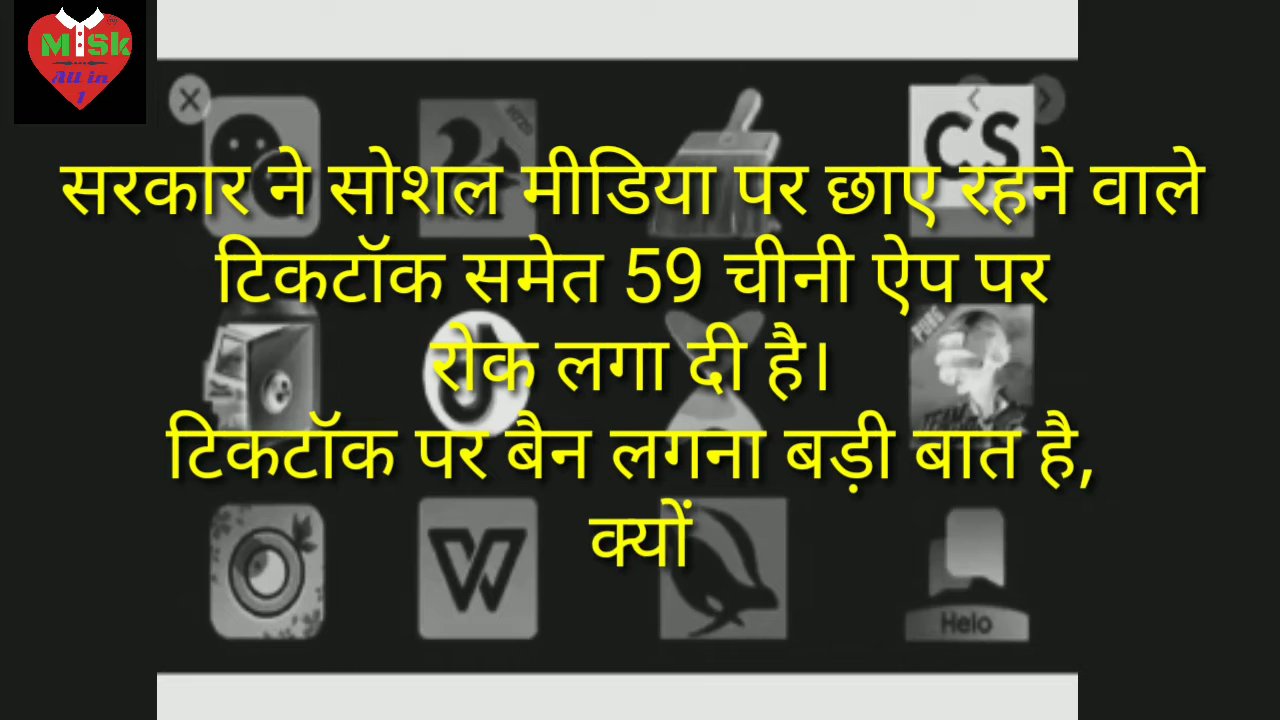 MISk
All in
1
CS
सरकार ने सोशल मीडिया पर छाए रहने वाले
टिकटॉक समेत 59 चीनी ऐप पर
रोक लगा दी है।
PUBG
टिकटॉक पर बैन लगना बड़ी बात है,
क्यों
W
Helo